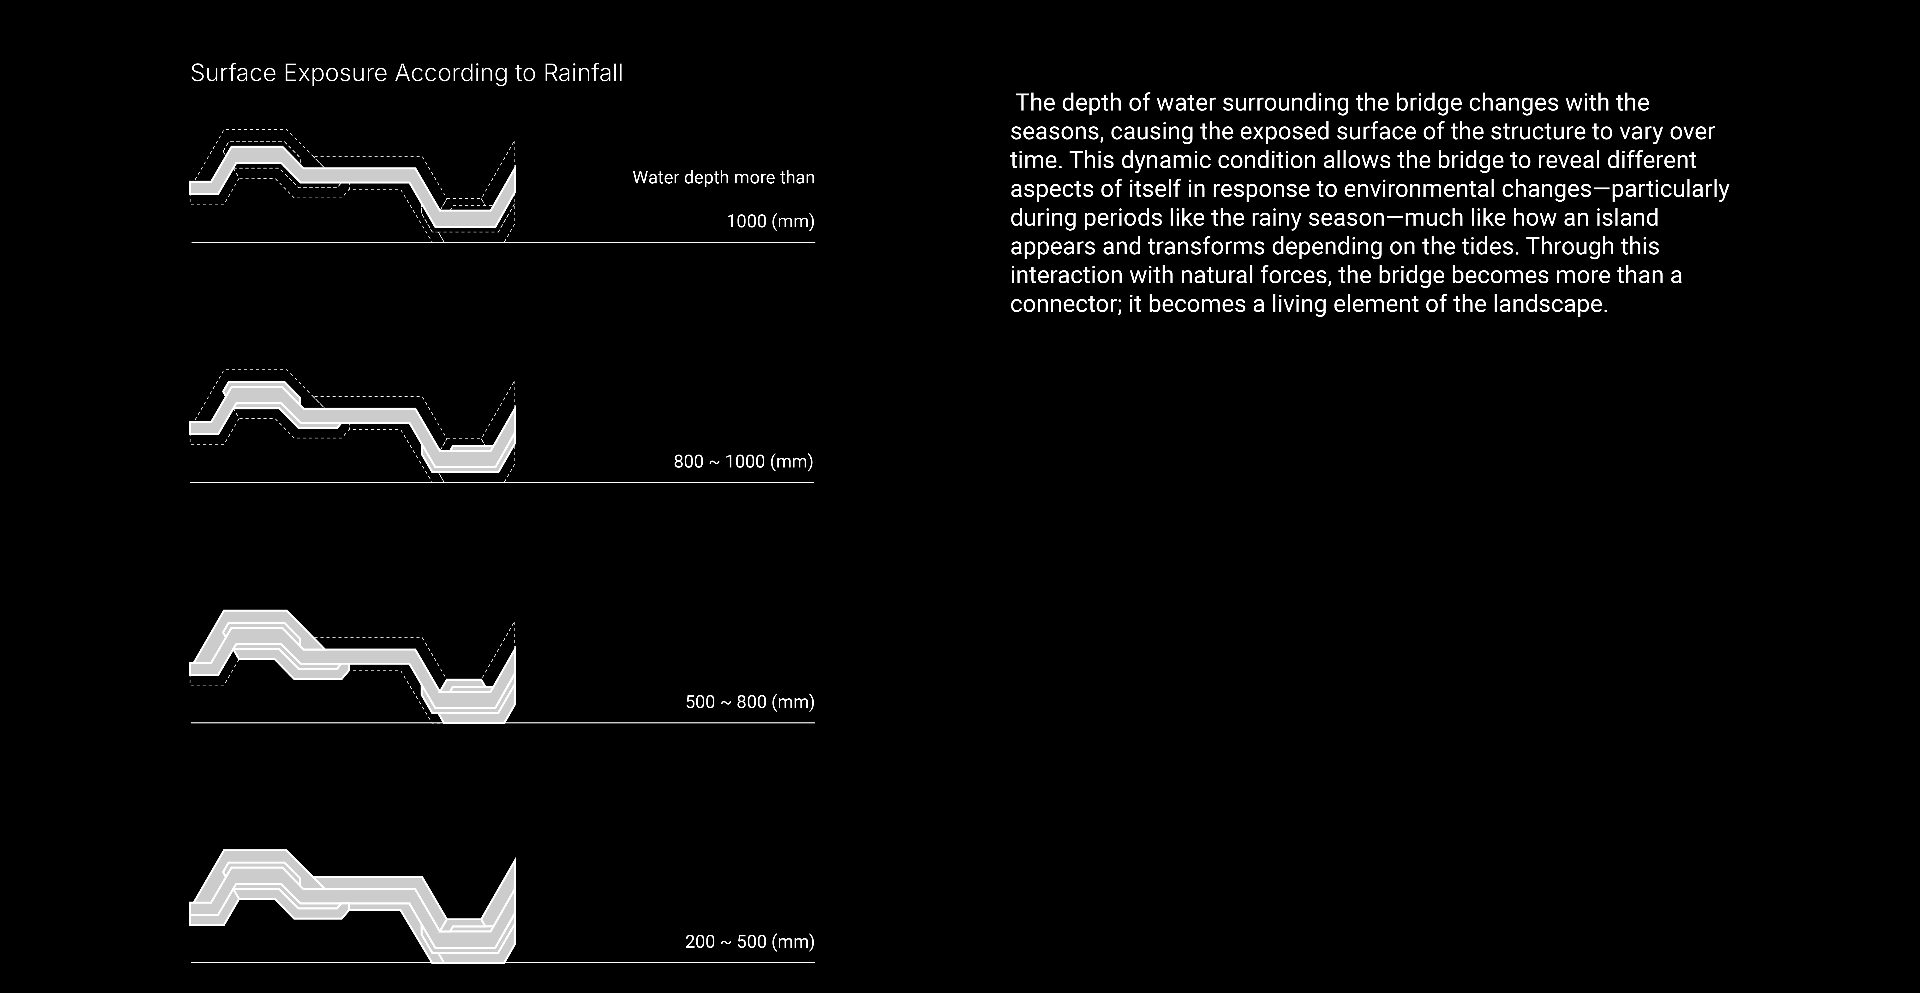 Surface Exposure According to Rainfall
Water depth more than
1000 (mm)
800 ~ 1000 (mm)
500 ~ 800 (mm)
200 ~ 500 (mm)
The depth of water surrounding the bridge changes with the
seasons, causing the exposed surface of the structure to vary over
time. This dynamic condition allows the bridge to reveal different
aspects of itself in response to environmental changes—particularly
during periods like the rainy season—much like how an island
appears and transforms depending on the tides. Through this
interaction with natural forces, the bridge becomes more than a
connector; it becomes a living element of the landscape.